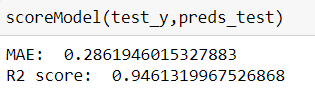 scoreModel(test_y,preds_test)
MAE:  0.2861946015327883
R2 score:  0.9461319967526868